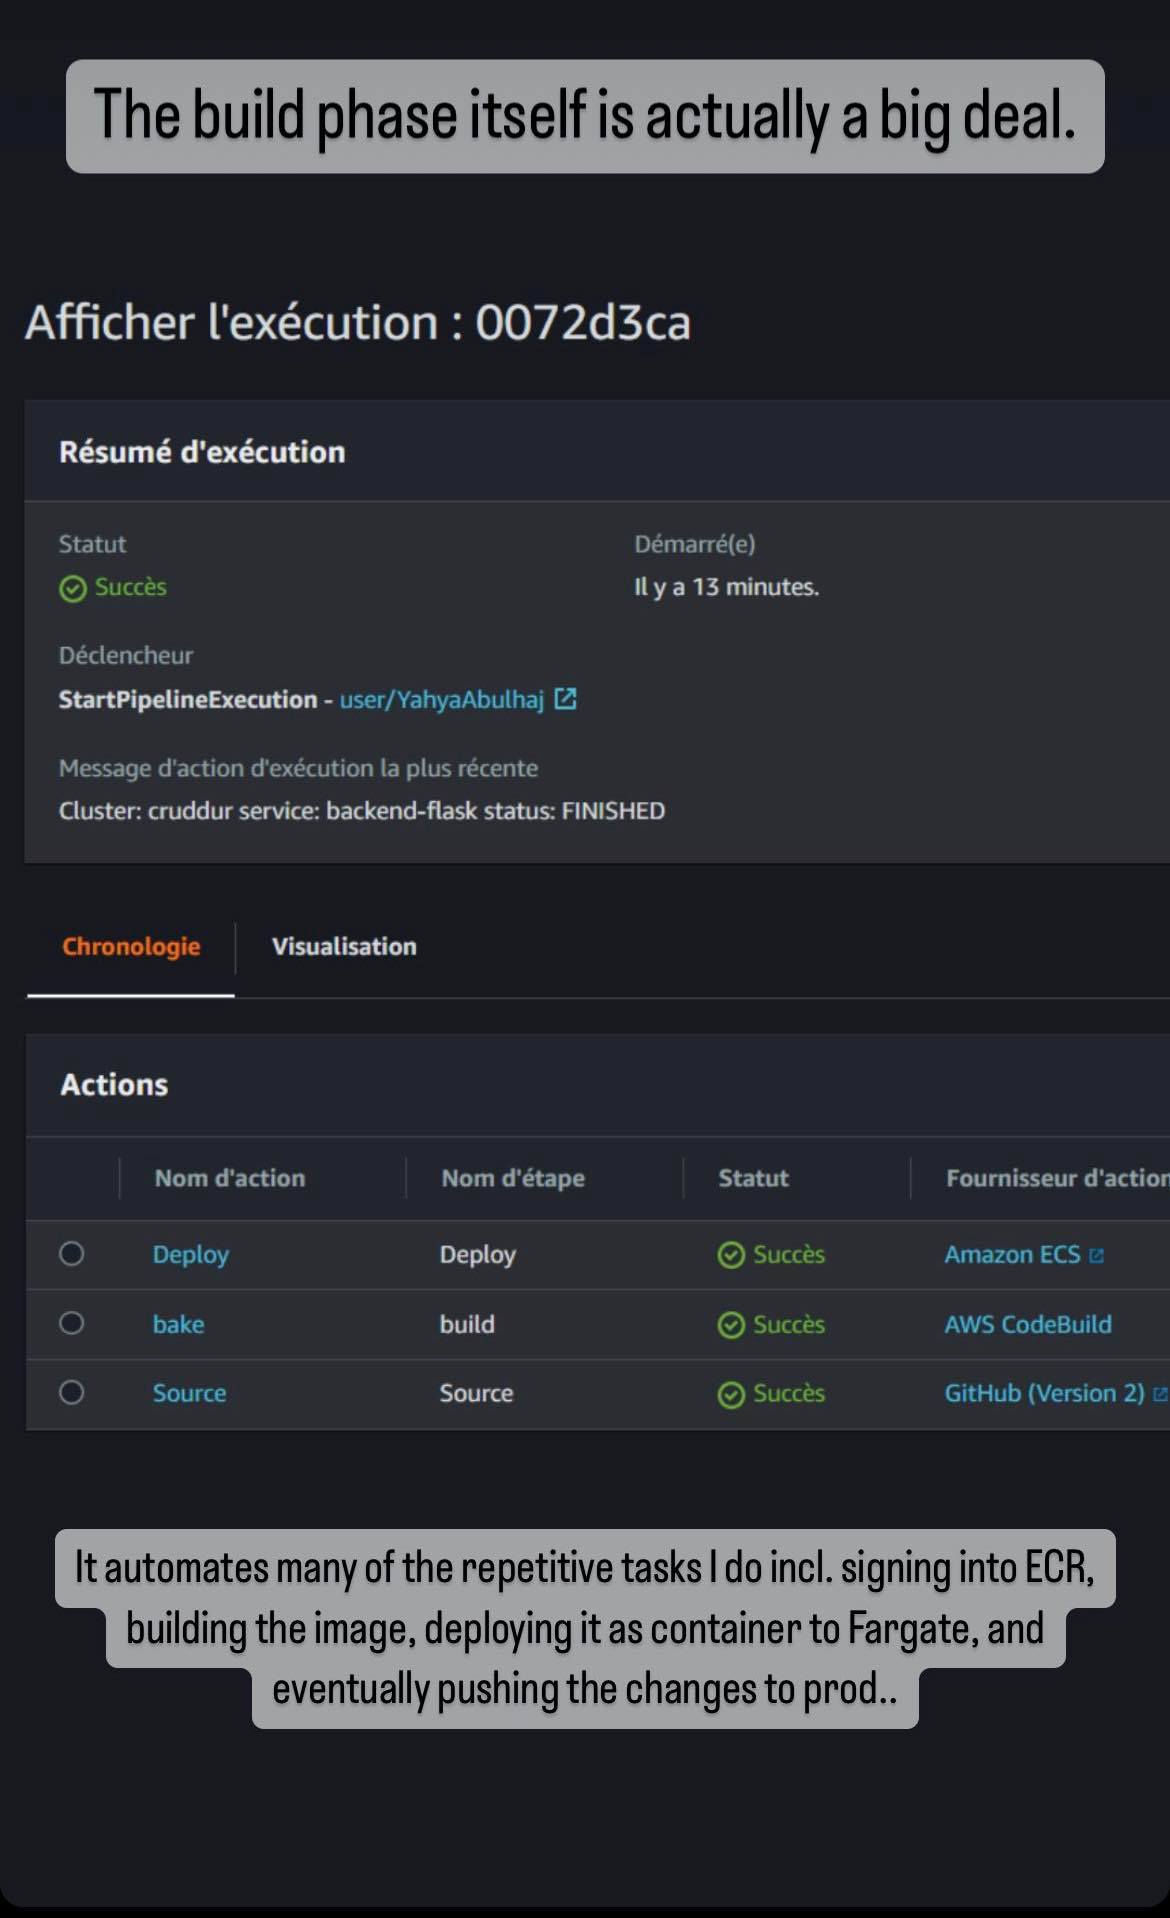 The build phase itself is actually a big deal.
Afficher l'exécution : 0072d3ca
Résumé d'exécution
Statut
Démarré(e)
Succès
Il y a 13 minutes.
Déclencheur
StartPipelineExecution - user/YahyaAbulhaj
Message d'action d'exécution la plus récente
Cluster: cruddur service: backend-flask status: FINISHED
Chronologie
Visualisation
Actions
Nom d'action
Nom d'étape
Statut
Fournisseur d'action
Deploy
Deploy
Succès
Amazon ECS
bake
build
Succès
AWS CodeBuild
Source
Source
Succès
GitHub (Version 2)
It automates many of the repetitive tasks I do incl. signing into ECR,
building the image, deploying it as container to Fargate, and
eventually pushing the changes to prod..